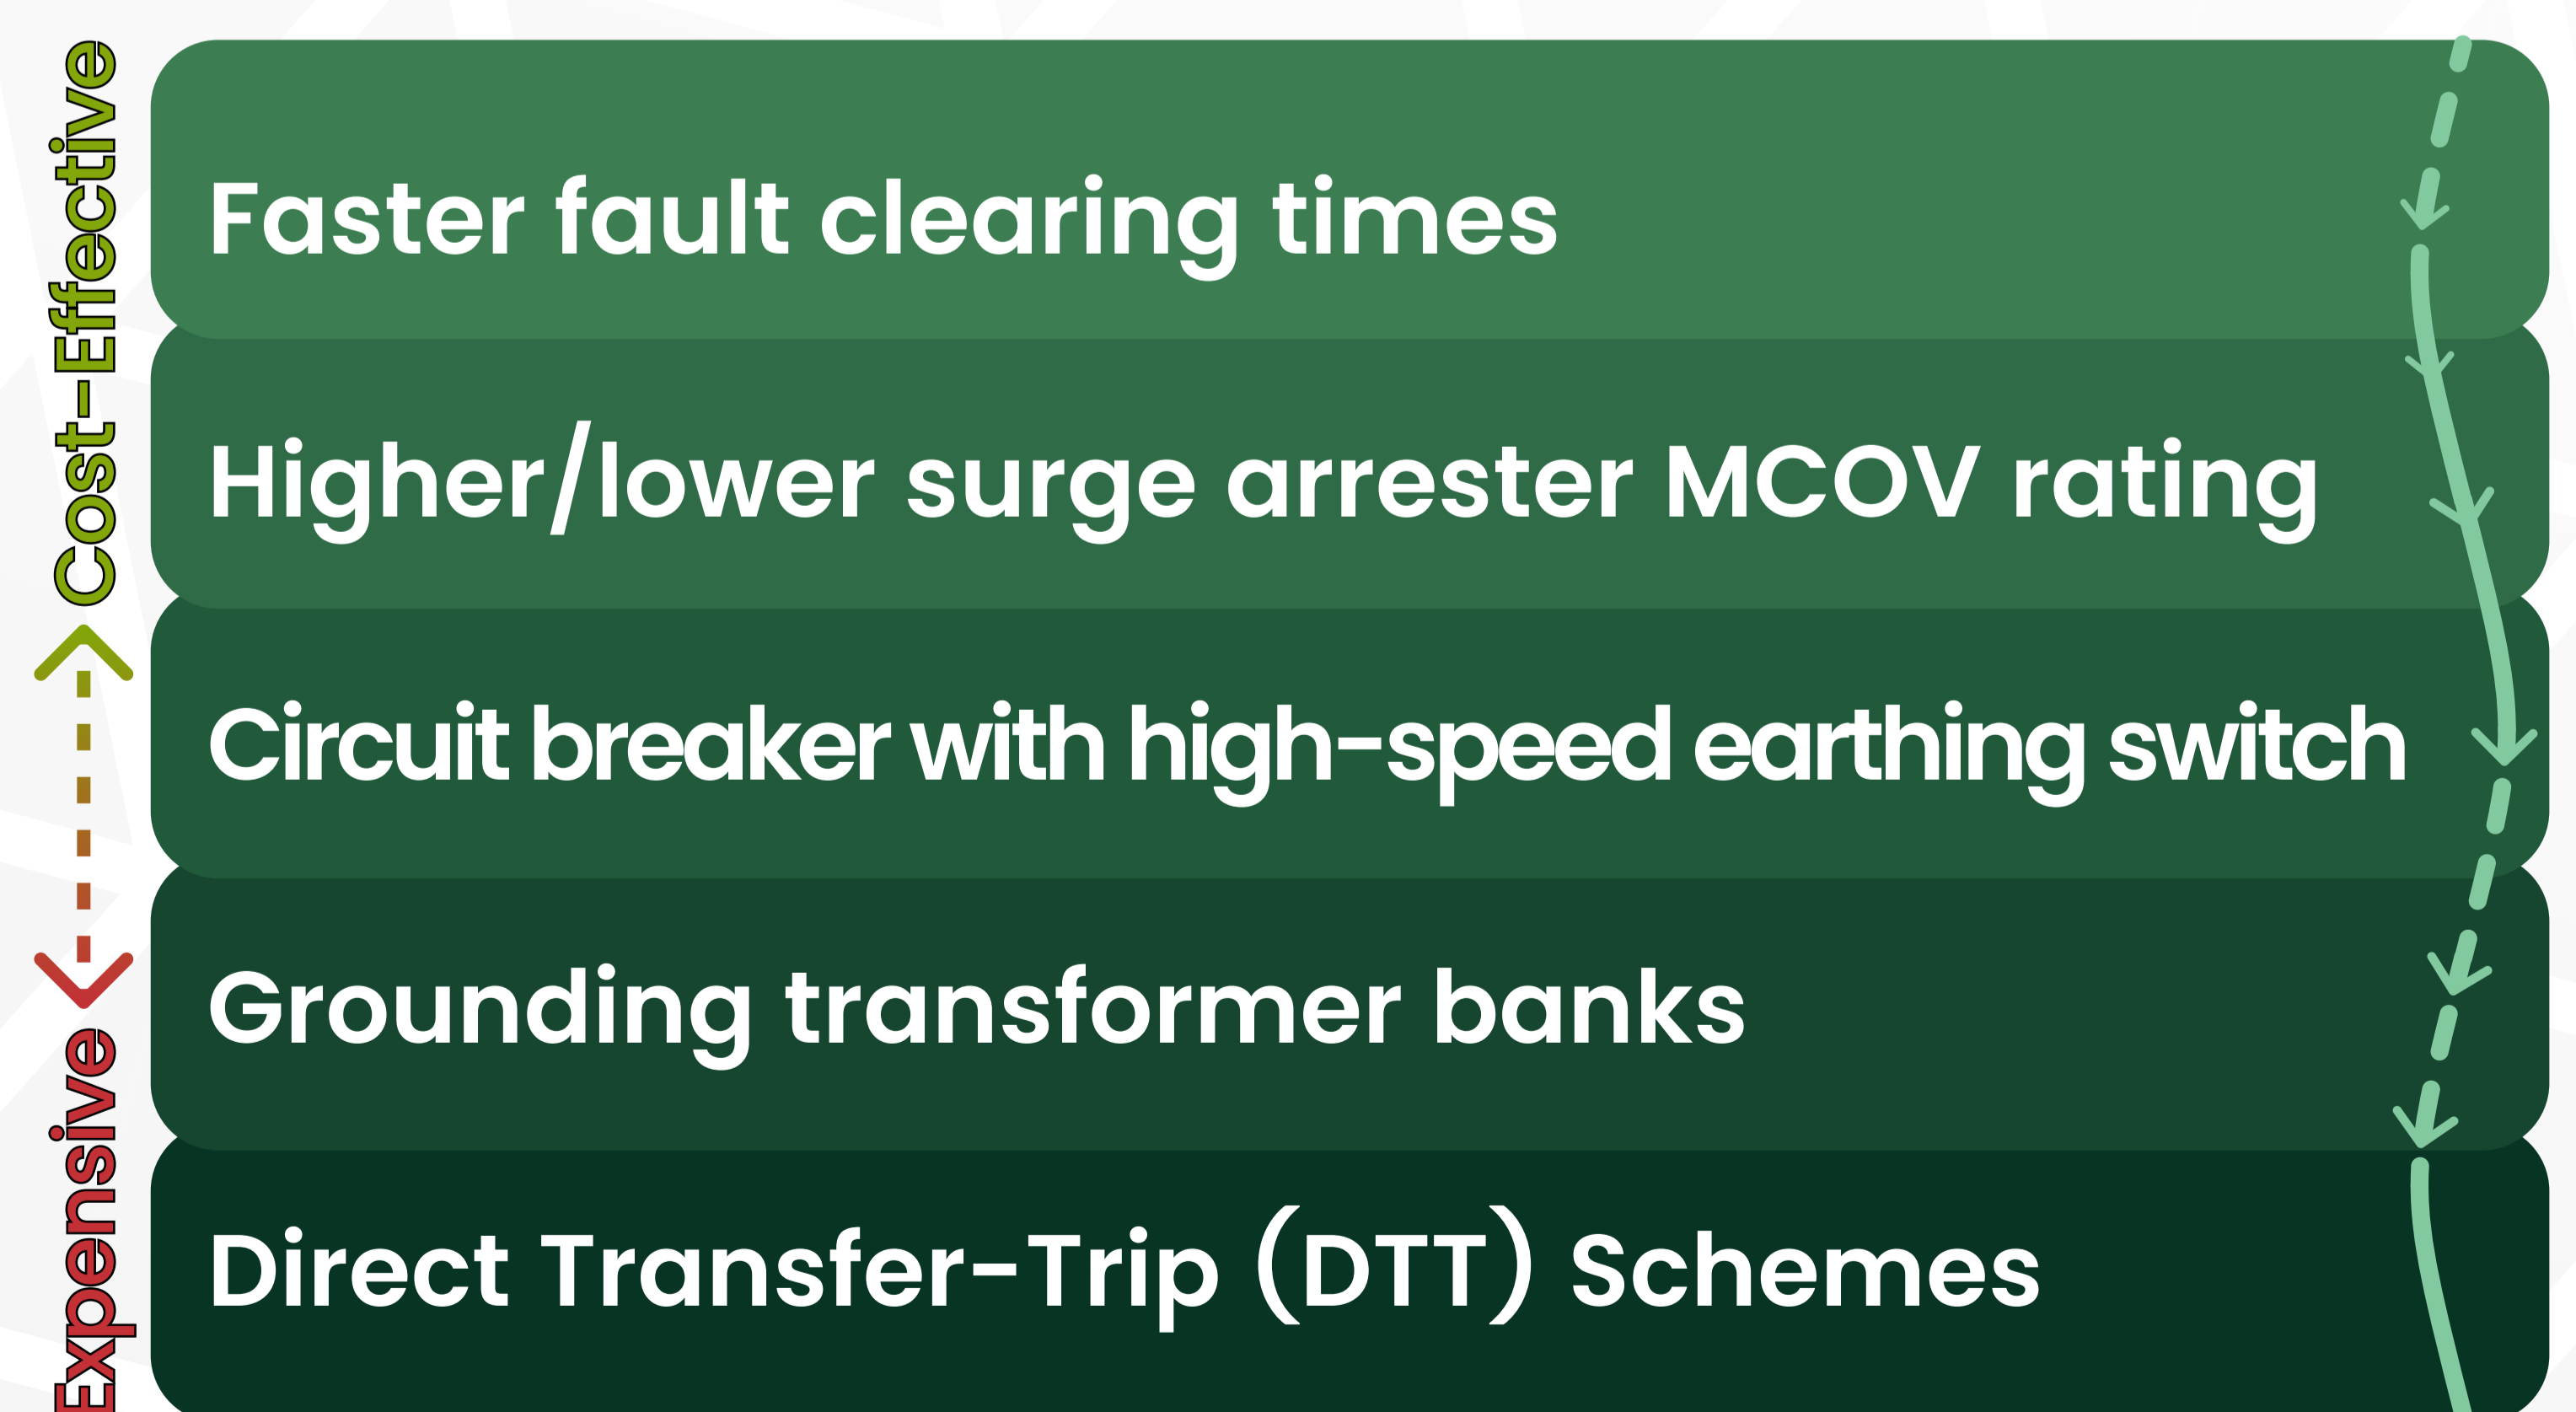 Cost-Effective
Expensive
Faster fault clearing times
Higher/lower surge arrester MCOV rating
Circuit breaker with high-speed earthing switch
Grounding transformer banks
Direct Transfer-Trip (DTT) Schemes